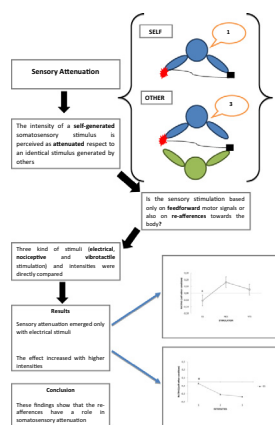 SELF
1
OTHER
3
Sensory Attenuation
The intensity of a self-generated
somatosensory stimulus is
perceived as attenuated respect to
an identical stimulus generated by
others
Is the sensory stimulation based
only on feedforward motor signals or
also on re-afferences towards the
body?
Three kind of stimuli (electrical,
nociceptive and vibrotactile
stimulation) and intensities were
directly compared
Results
Sensory attenuation emerged only
with electrical stimuli
The effect increased with higher
intensities
Conclusion
These findings show that the re-
afferences have a role in
somatosensory attenuation